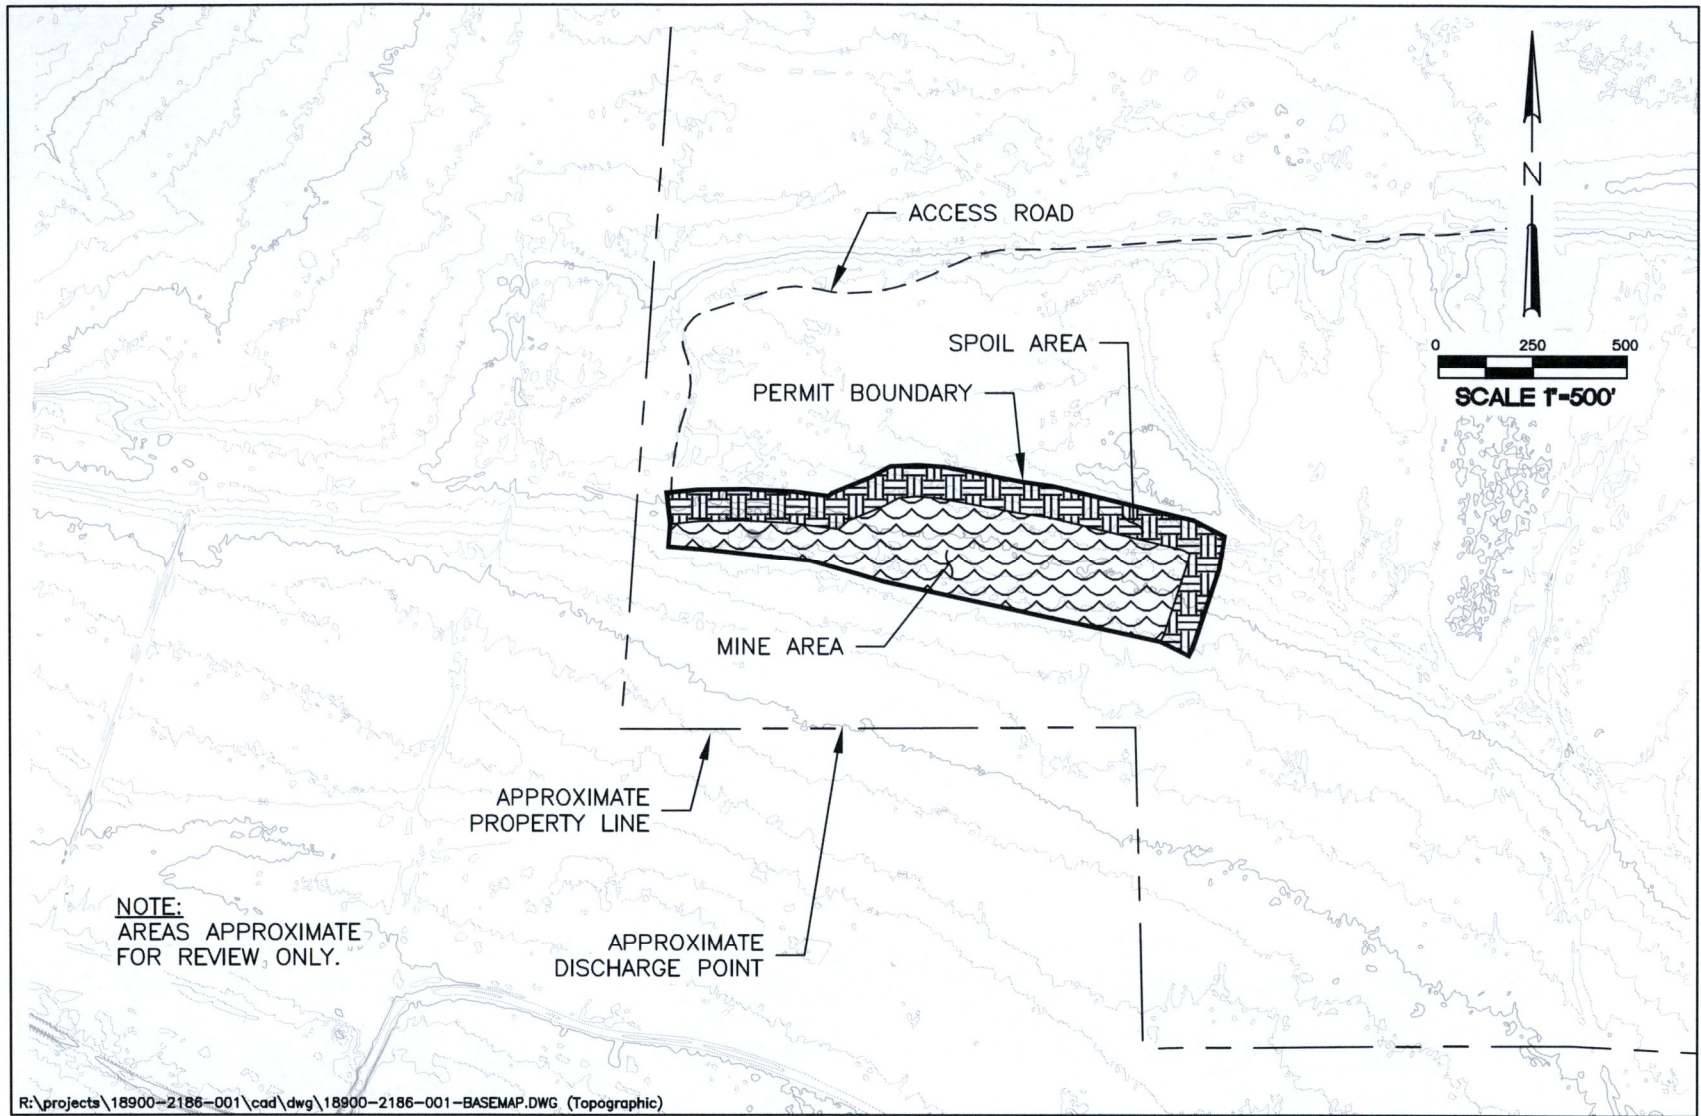 ACCESS ROAD
N
SPOIL AREA
0 250 500
SCALE 1"=500'
PERMIT BOUNDARY
MINE AREA
APPROXIMATE
PROPERTY LINE
NOTE:
AREAS APPROXIMATE
FOR REVIEW ONLY.
APPROXIMATE
DISCHARGE POINT
R:\projects\18900-2186-001\cad\dwg\18900-2186-001-BASEMAP.DWG (Topographic)